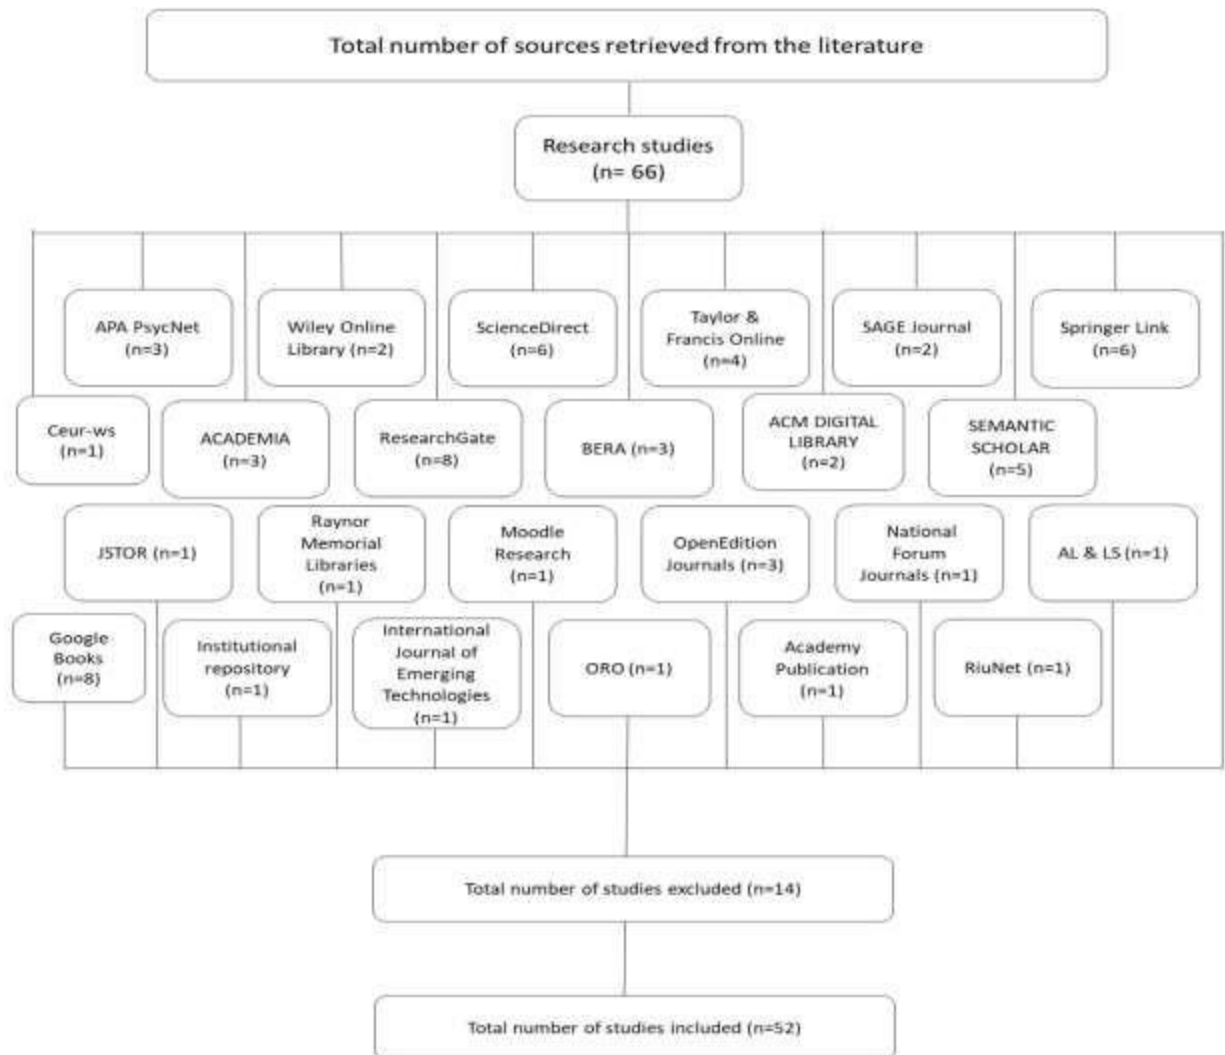 Total number of sources retrieved from the literature
Research studies
(n= 66)
APA PsycNet
(n=3)
Wiley Online
Library (n=2)
ScienceDirect
(n=6)
Taylor &
Francis Online
(n=4)
SAGE Journal
(n=2)
Springer Link
(n=6)
Ceur-ws
(n=1)
ACADEMIA
(n=3)
ResearchGate
(n=8)
BERA (n=3)
ACM DIGITAL
LIBRARY
(n=2)
SEMANTIC
SCHOLAR
(n=5)
JSTOR (n=1)
Raynor
Memorial
Libraries
(n=1)
Moodle
Research
(n=1)
OpenEdition
Journals (n=3)
National
Forum
Journals (n=1)
AL & LS (n=1)
Google
Books
(n=8)
Institutional
repository
(n=1)
International
Journal of
Emerging
Technologies
(n=1)
ORO (n=1)
Academy
Publication
(n=1)
RiuNet (n=1)
Total number of studies excluded (n=14)
Total number of studies included (n=52)